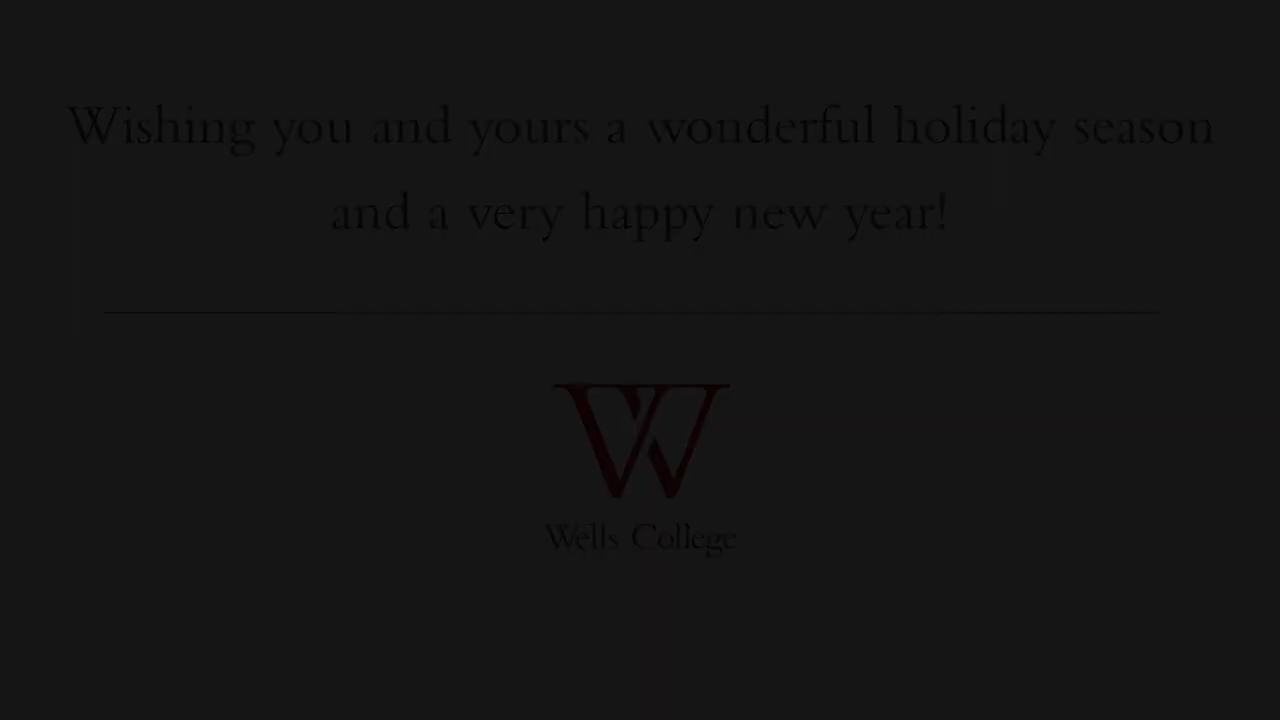 Wishing you and yours a wonderful holiday season
and a very happy new year!
W
Wells College